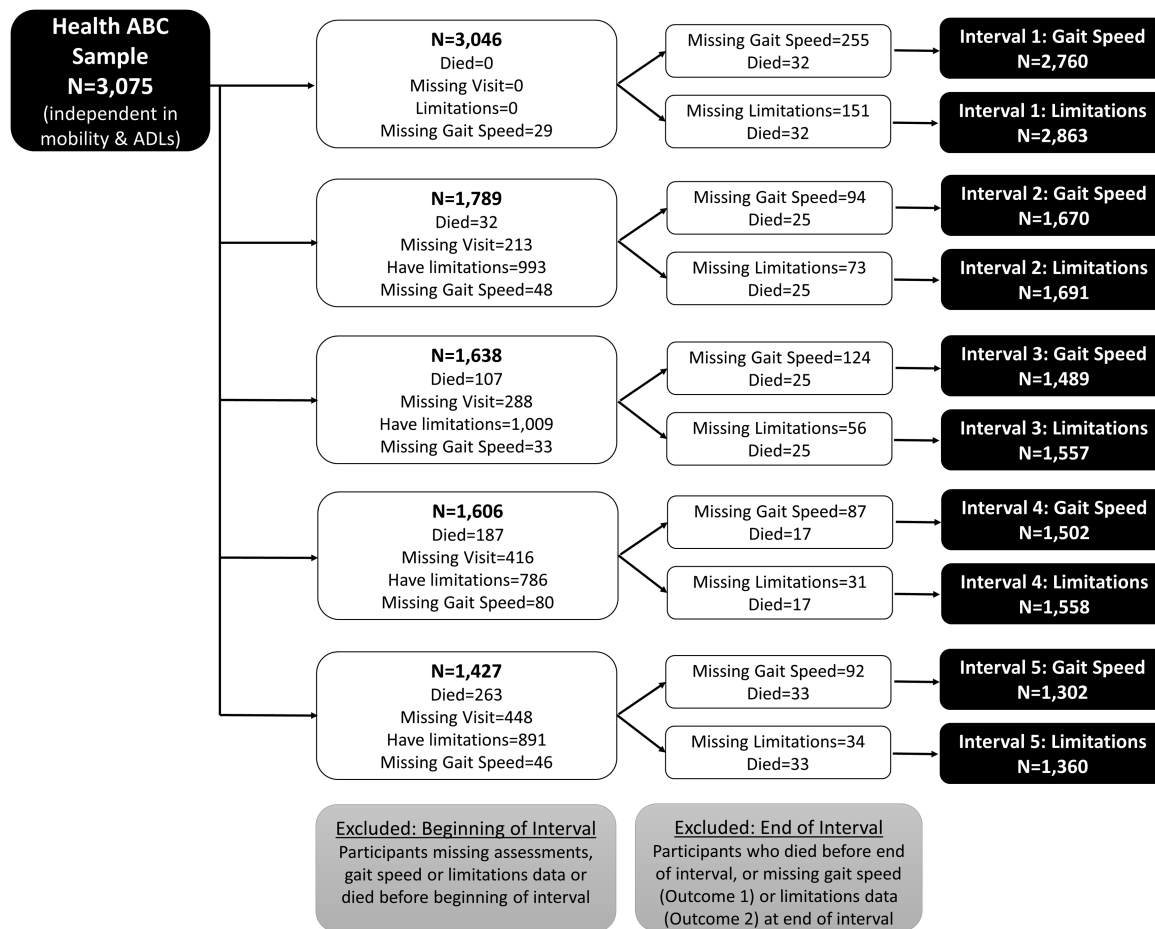 Health ABC
Sample
N=3,075
(independent in
mobility & ADLs)
N=3,046
Died=0
Missing Visit=0
Limitations=0
Missing Gait Speed=29
Missing Gait Speed=255
Died=32
Missing Limitations=151
Died=32
Interval 1: Gait Speed
N=2,760
Interval 1: Limitations
N=2,863
N=1,789
Died=32
Missing Visit=213
Have limitations=993
Missing Gait Speed=48
Missing Gait Speed=94
Died=25
Missing Limitations=73
Died=25
Interval 2: Gait Speed
N=1,670
Interval 2: Limitations
N=1,691
N=1,638
Died=107
Missing Visit=288
Have limitations=1,009
Missing Gait Speed=33
Missing Gait Speed=124
Died=25
Missing Limitations=56
Died=25
Interval 3: Gait Speed
N=1,489
Interval 3: Limitations
N=1,557
N=1,606
Died=187
Missing Visit=416
Have limitations=786
Missing Gait Speed=80
Missing Gait Speed=87
Died=17
Missing Limitations=31
Died=17
Interval 4: Gait Speed
N=1,502
Interval 4: Limitations
N=1,558
N=1,427
Died=263
Missing Visit=448
Have limitations=891
Missing Gait Speed=46
Missing Gait Speed=92
Died=33
Missing Limitations=34
Died=33
Interval 5: Gait Speed
N=1,302
Interval 5: Limitations
N=1,360
Excluded: Beginning of Interval
Participants missing assessments,
gait speed or limitations data or
died before beginning of interval
Excluded: End of Interval
Participants who died before end
of interval, or missing gait speed
(Outcome 1) or limitations data
(Outcome 2) at end of interval